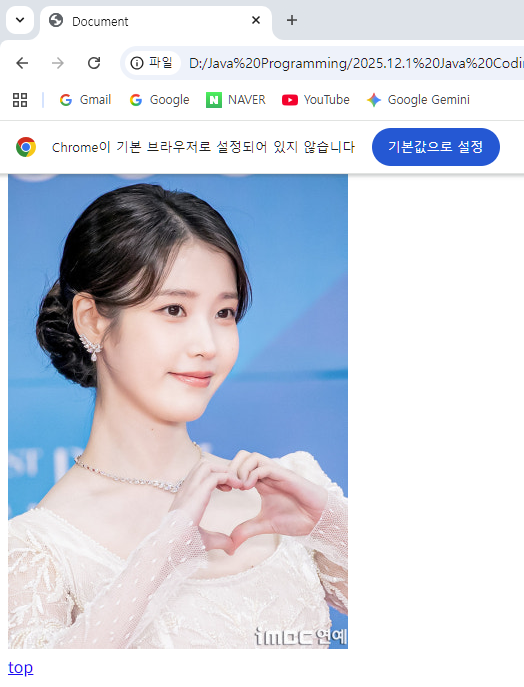 Document
파일
D:/Java%20Programming/2025.12.1%20Java%20Codin
Gmail
Google
NAVER
YouTube
Google Gemini
Chrome이 기본 브라우저로 설정되어 있지 않습니다
기본값으로 설정
ST
iMBC연예
top